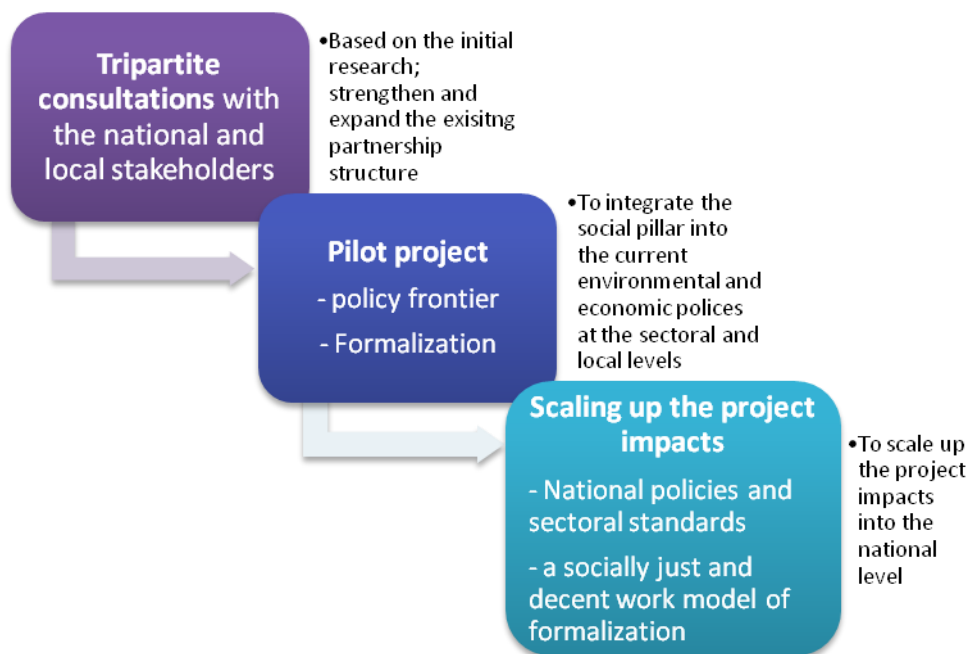 Tripartite
consultations with
the national and
local stakeholders
•Based on the initial
research;
strengthen and
expand the exisitng
partnership
structure
Pilot project
- policy frontier
- Formalization
•To integrate the
social pillar into
the current
environmental and
economic polices
at the sectoral and
local levels
Scaling up the project
impacts
- National policies and
sectoral standards
- a socially just and
decent work model of
formalization
•To scale up
the project
impacts
into the
national
level